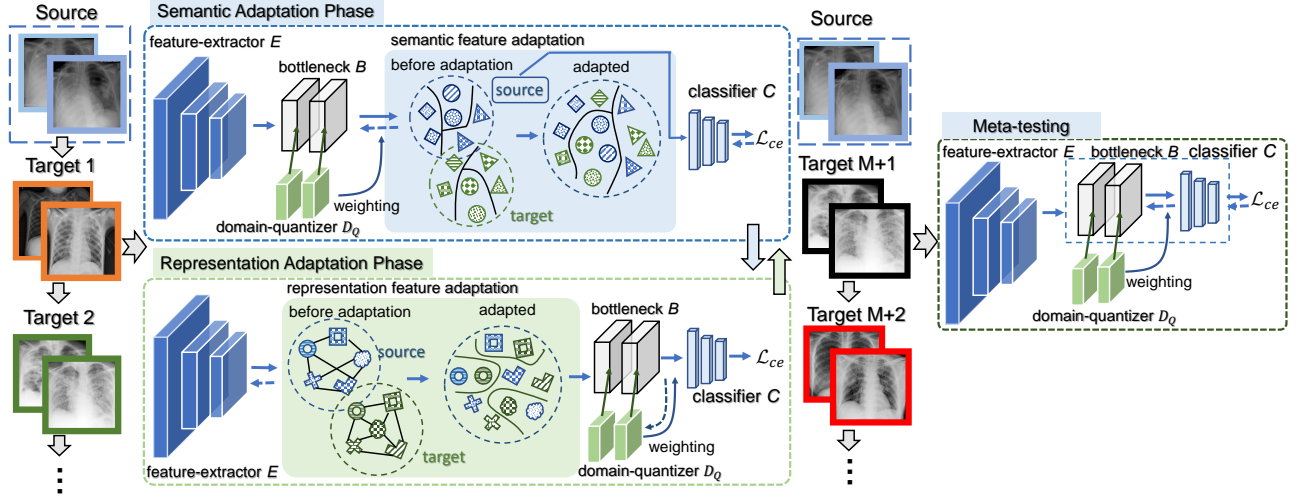 Source
Target 1
Target 2
Semantic Adaptation Phase
feature-extractor E
bottleneck B
semantic feature adaptation
before adaptation
source
adapted
classifier C
ℒce
weighting
target
domain-quantizer D_Q
Representation Adaptation Phase
representation feature adaptation
before adaptation
adapted
source
target
bottleneck B
ℒce
classifier C
weighting
feature-extractor E
domain-quantizer D_Q
Source
Target M+1
Target M+2
Meta-testing
feature-extractor E
bottleneck B
classifier C
ℒce
weighting
domain-quantizer D_Q